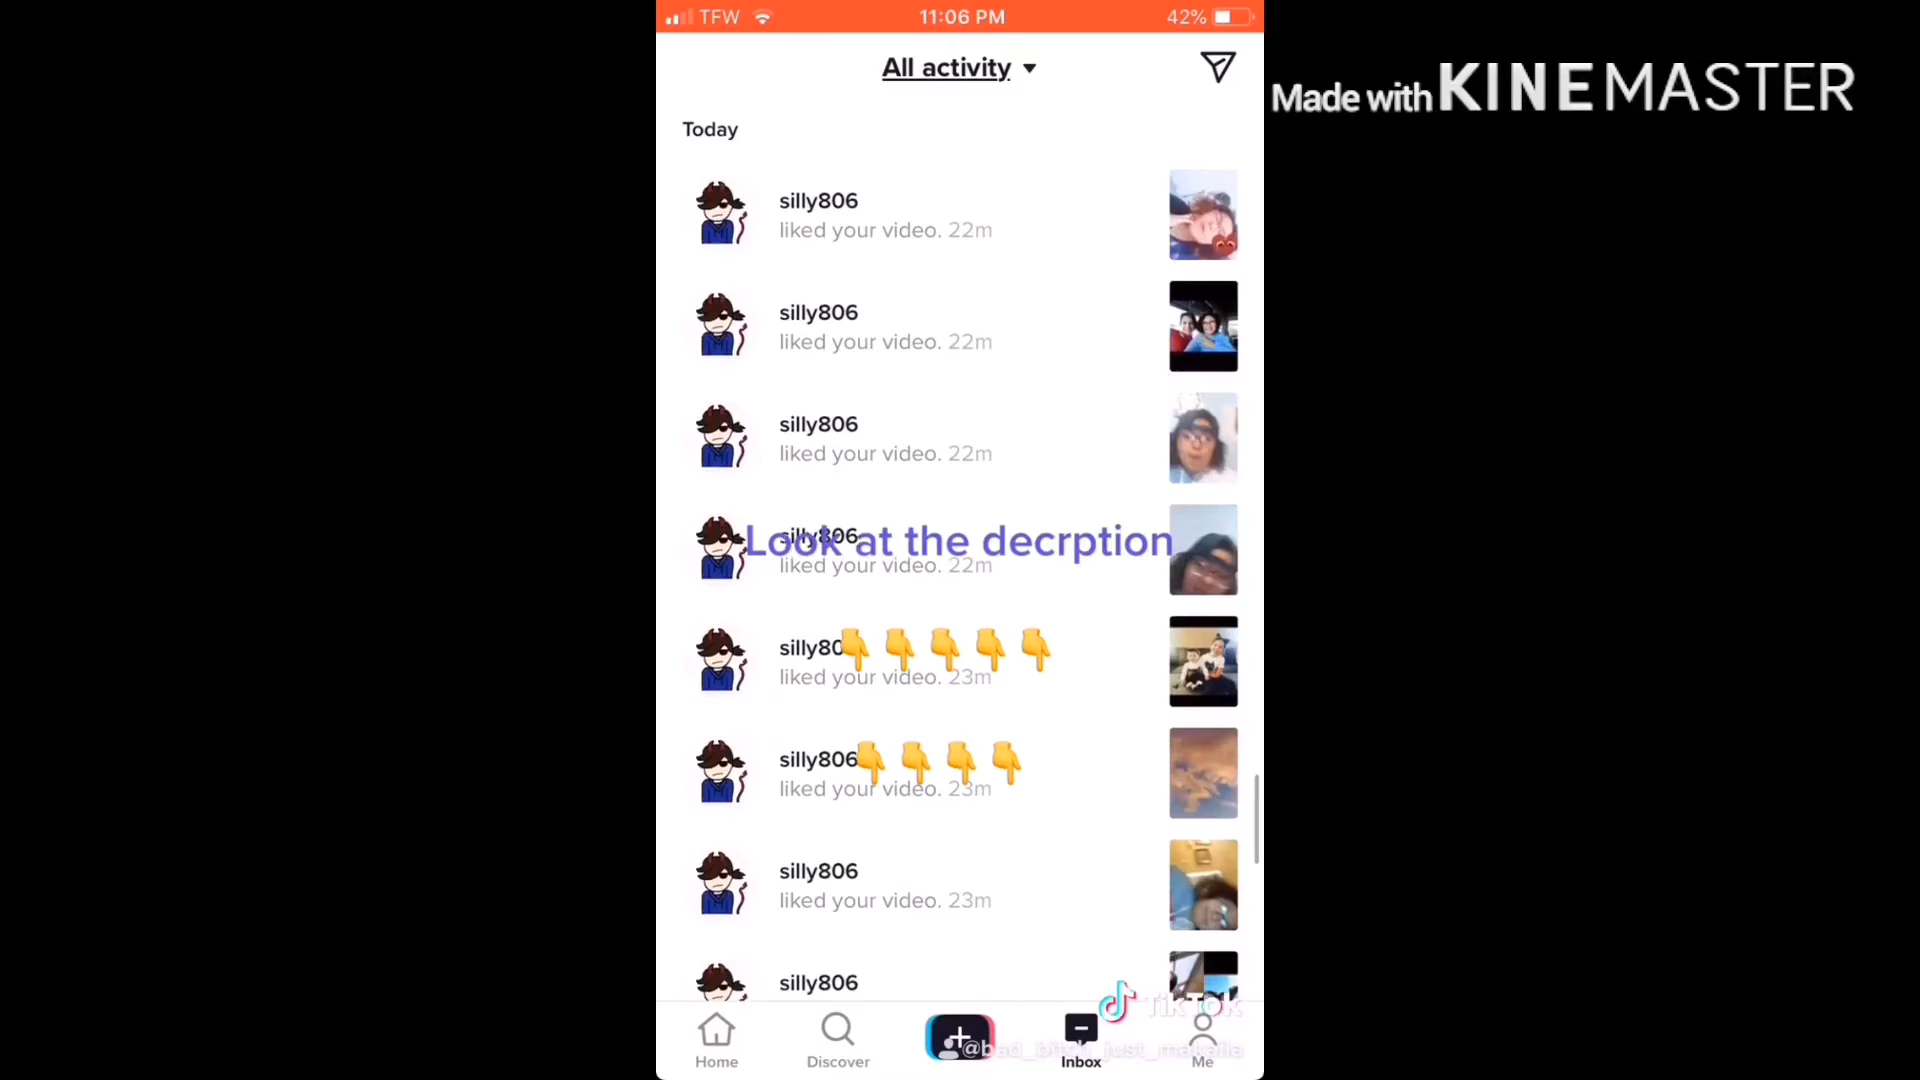 TFW 11:06 PM 42%
All activity
Made with KINEMASTER
Today
silly806
liked your video. 22m
silly806
liked your video. 22m
silly806
liked your video. 22m
silly806
Look at the decrption
liked your video. 22m
silly80
liked your video. 23m
silly806
liked your video. 23m
silly806
liked your video. 23m
silly806
TikTok
@bad_bitch_just_makaila
Home Discover Inbox Me